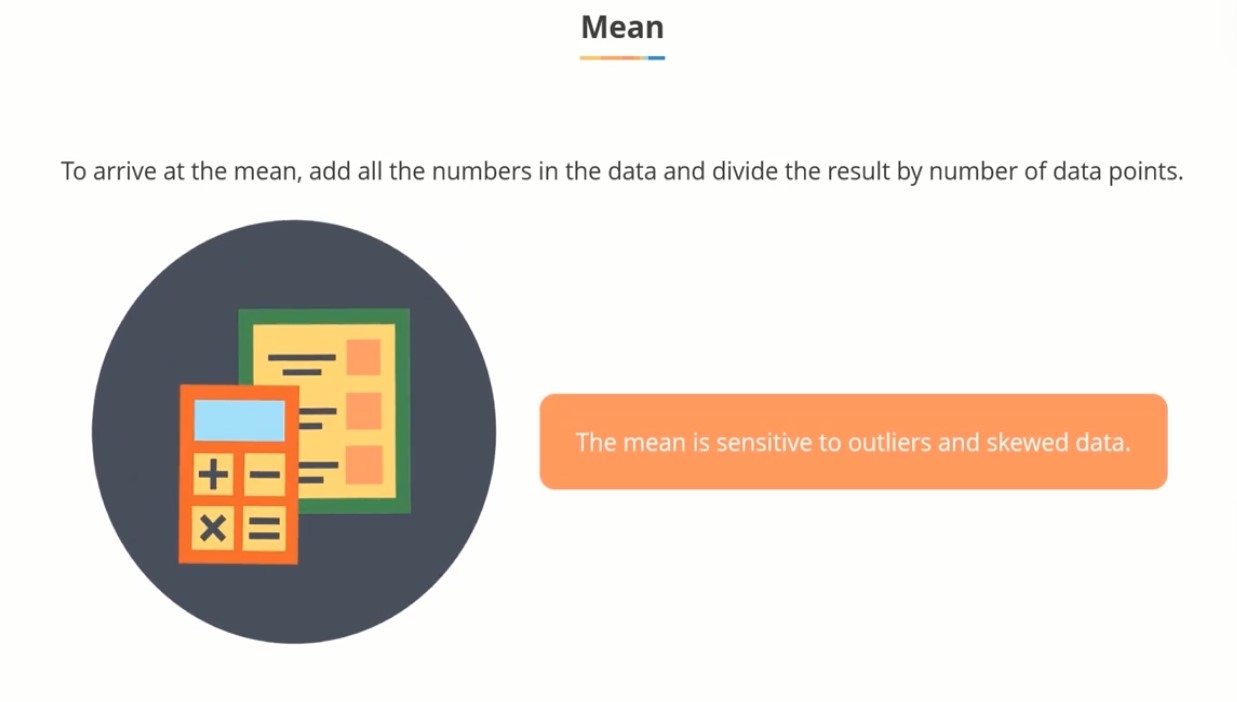 Mean
To arrive at the mean, add all the numbers in the data and divide the result by number of data points.
The mean is sensitive to outliers and skewed data.